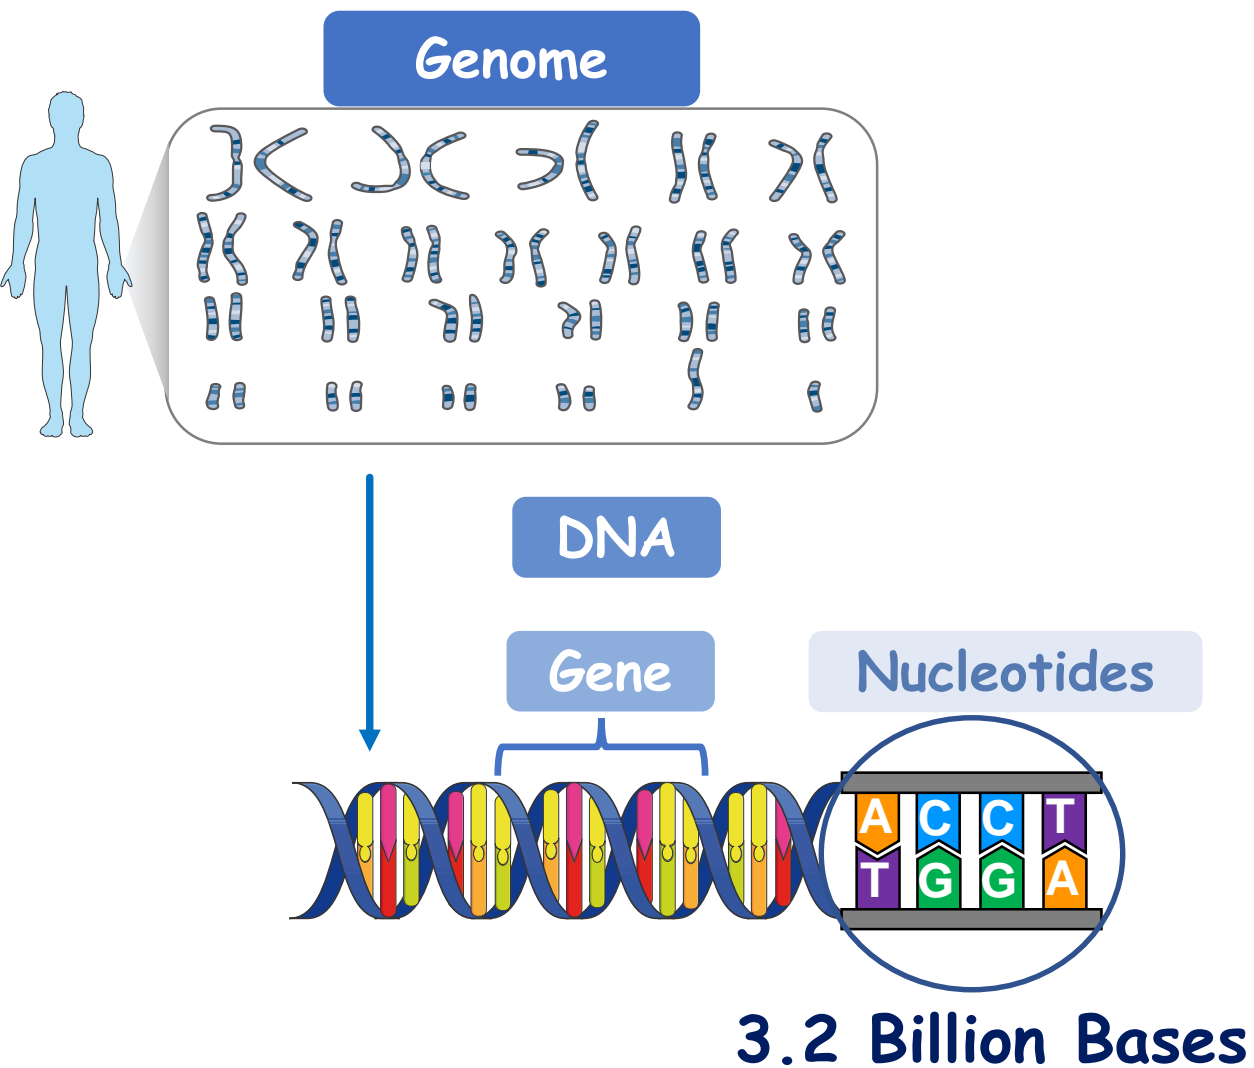 Genome
DNA
Gene
Nucleotides
A C C T
T G G A
3.2 Billion Bases